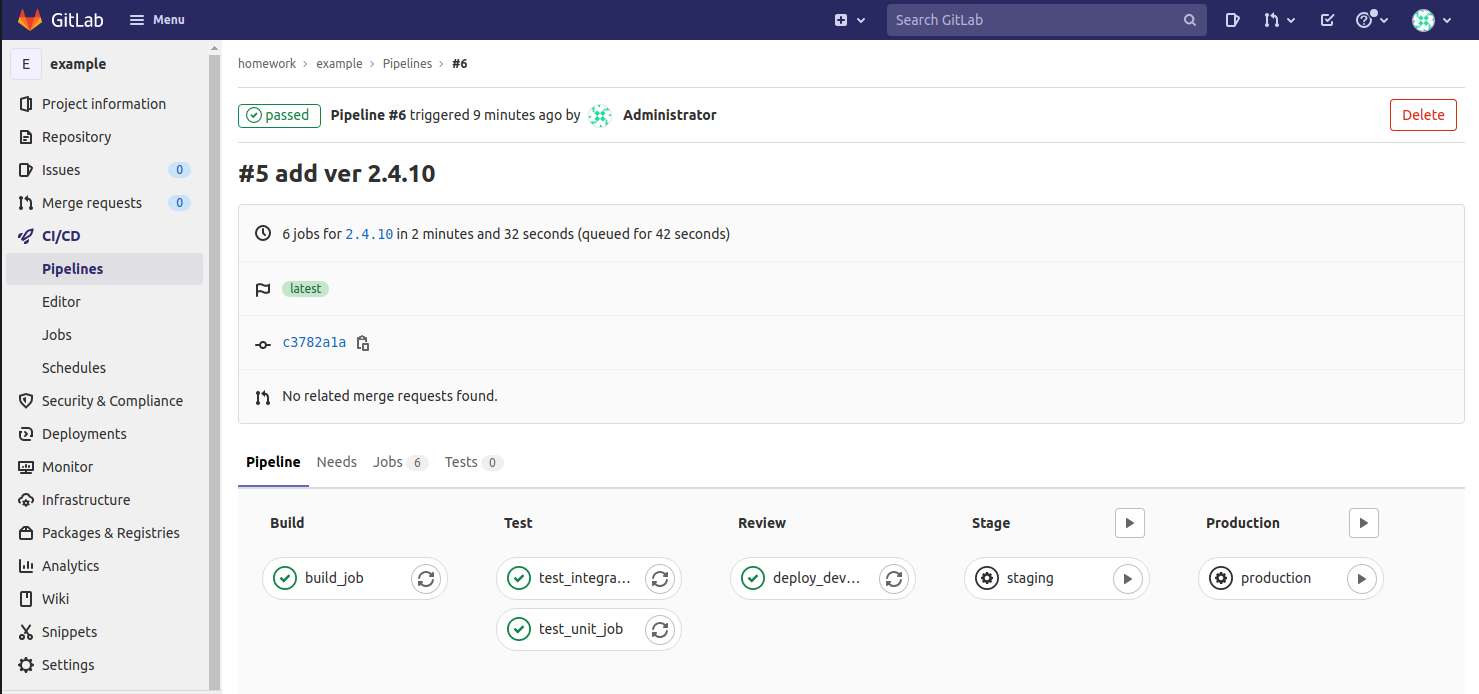 GitLab Menu Search GitLab
E example
Project information
Repository
Issues 0
Merge requests 0
CI/CD
Pipelines
Editor
Jobs
Schedules
Security & Compliance
Deployments
Monitor
Infrastructure
Packages & Registries
Analytics
Wiki
Snippets
Settings
homework › example › Pipelines › #6
passed Pipeline #6 triggered 9 minutes ago by Administrator Delete
#5 add ver 2.4.10
6 jobs for 2.4.10 in 2 minutes and 32 seconds (queued for 42 seconds)
latest
c3782a1a
No related merge requests found.
Pipeline Needs Jobs 6 Tests 0
Build Test Review Stage Production
build_job test_integra... deploy_dev... staging production
test_unit_job